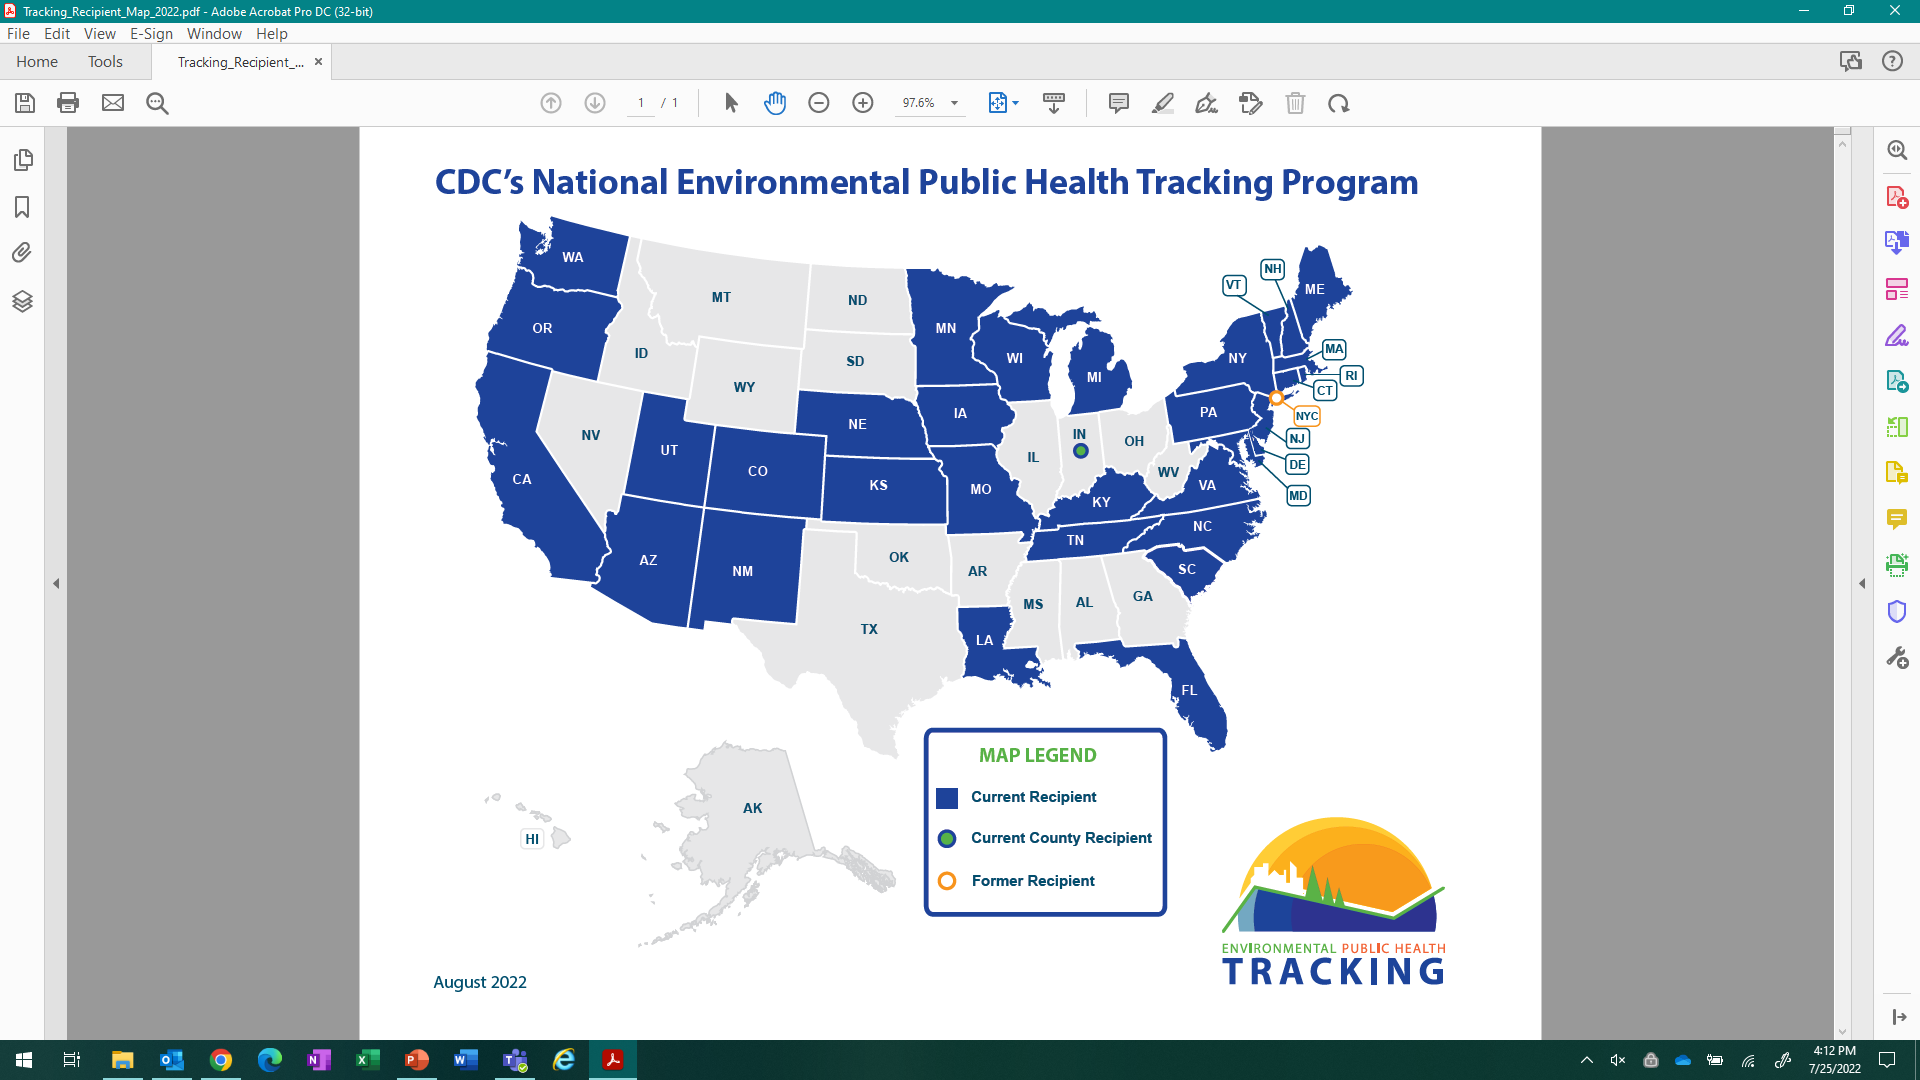 Tracking_Recipient_Map_2022.pdf - Adobe Acrobat Pro DC (32-bit)
File Edit View E-Sign Window Help
Home Tools Tracking_Recipient_... ×
1 / 1 97.6%
CDC's National Environmental Public Health Tracking Program
WA
OR
CA
ID
NV
MT
WY
UT
AZ
CO
NM
ND
SD
NE
KS
OK
TX
MN
IA
MO
AR
LA
WI
IL
MI
IN
OH
KY
TN
MS
AL
GA
FL
SC
NC
VA
WV
PA
NY
VT
NH
ME
MA
RI
CT
NYC
NJ
DE
MD
AK
HI
MAP LEGEND
Current Recipient
Current County Recipient
Former Recipient
ENVIRONMENTAL PUBLIC HEALTH
TRACKING
August 2022
4:12 PM
7/25/2022